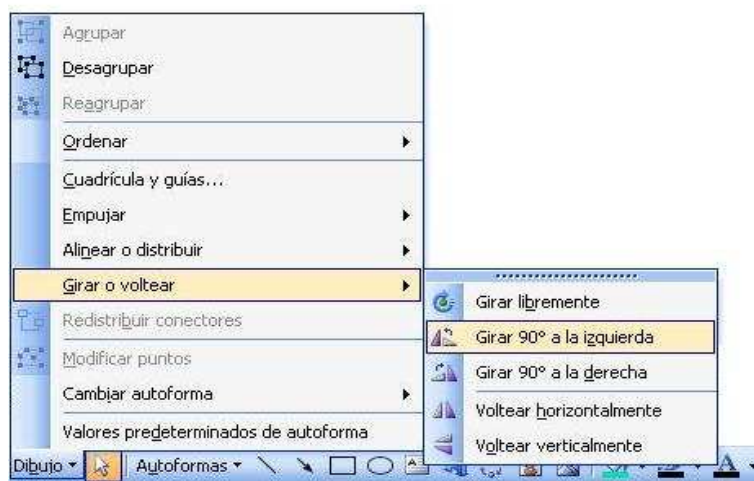 Agrupar
Desagrupar
Reagrupar
Ordenar
Cuadrícula y guías...
Empujar
Alinear o distribuir
Girar o voltear
Redistribuir conectores
Modificar puntos
Cambiar autoforma
Valores predeterminados de autoforma
Girar libremente
Girar 90° a la izquierda
Girar 90° a la derecha
Voltear horizontalmente
Voltear verticalmente
Dibujo Autoformas A A